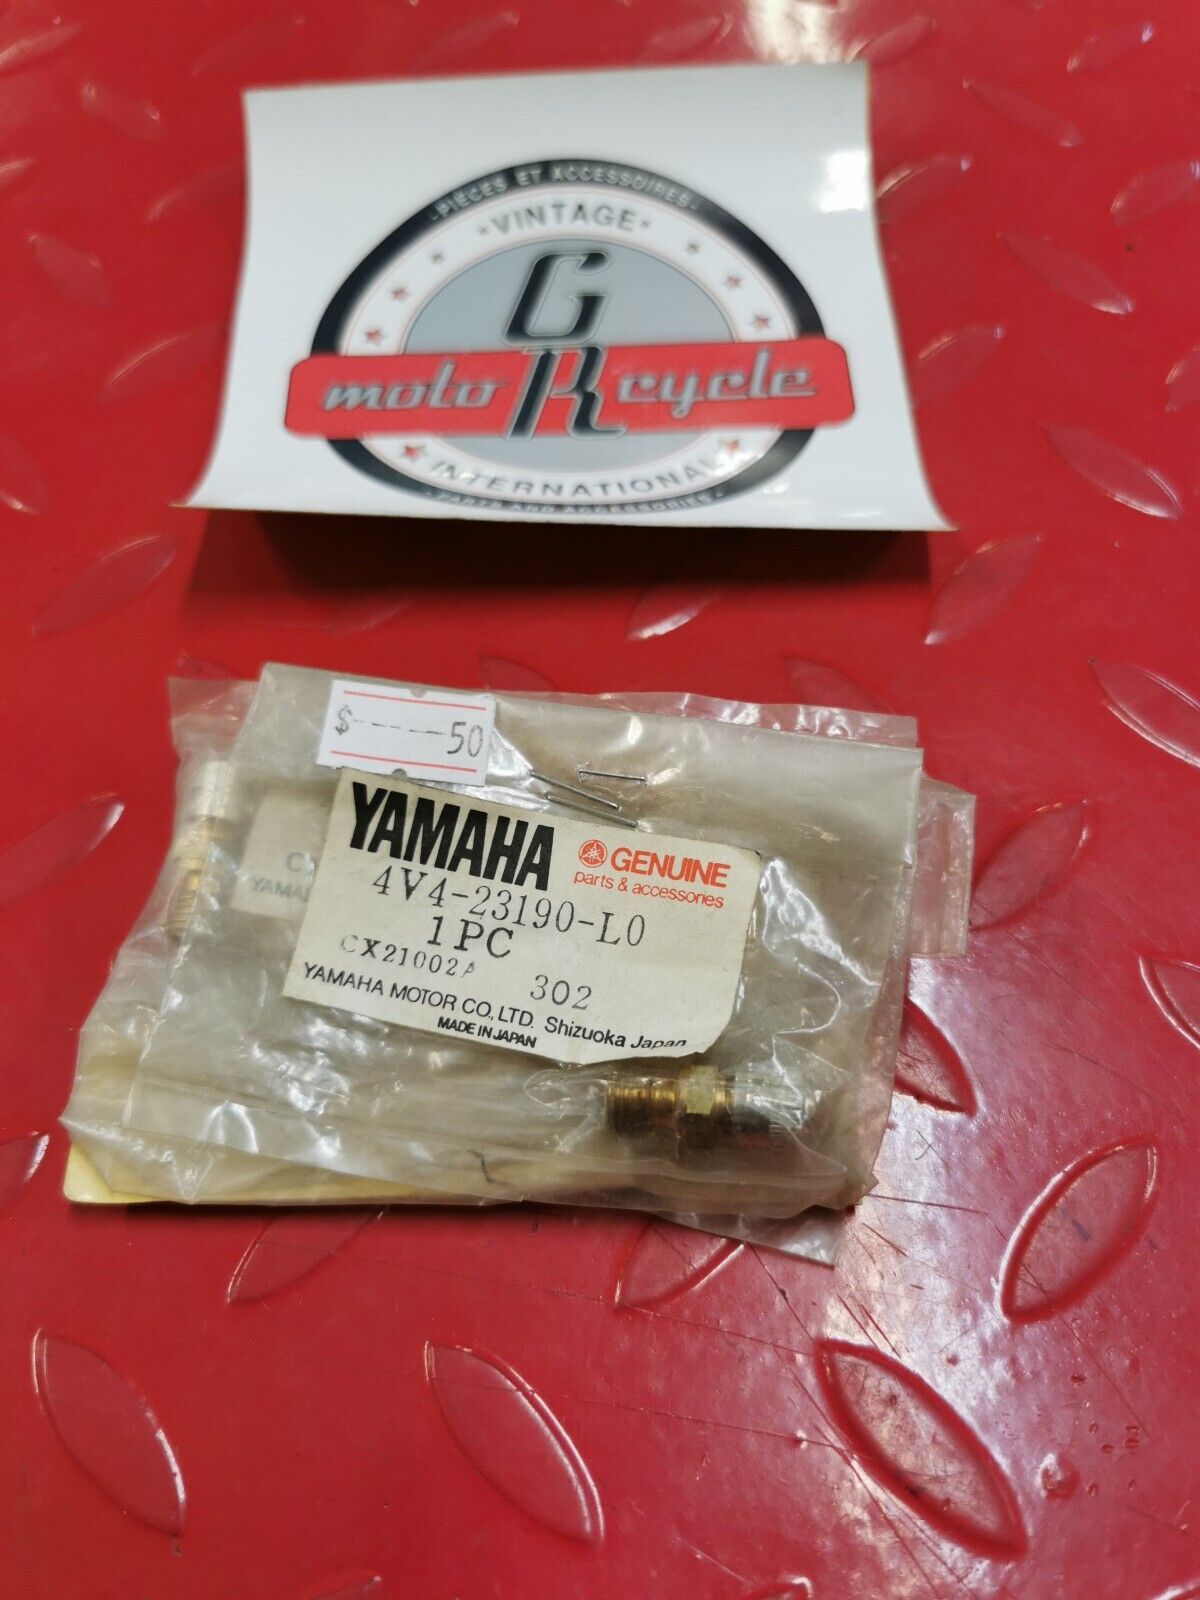 · PIECES ET ACCESSOIRES ·
*VINTAGE*
G
moto R cycle
INTERNATIONAL
· PARTS AND ACCESSORIES ·
$------50
YAMAHA
GENUINE
parts & accessories
4V4-23190-L0
1PC
CX21002A
302
YAMAHA MOTOR CO., LTD. Shizuoka Japan
MADE IN JAPAN
C
YAMA